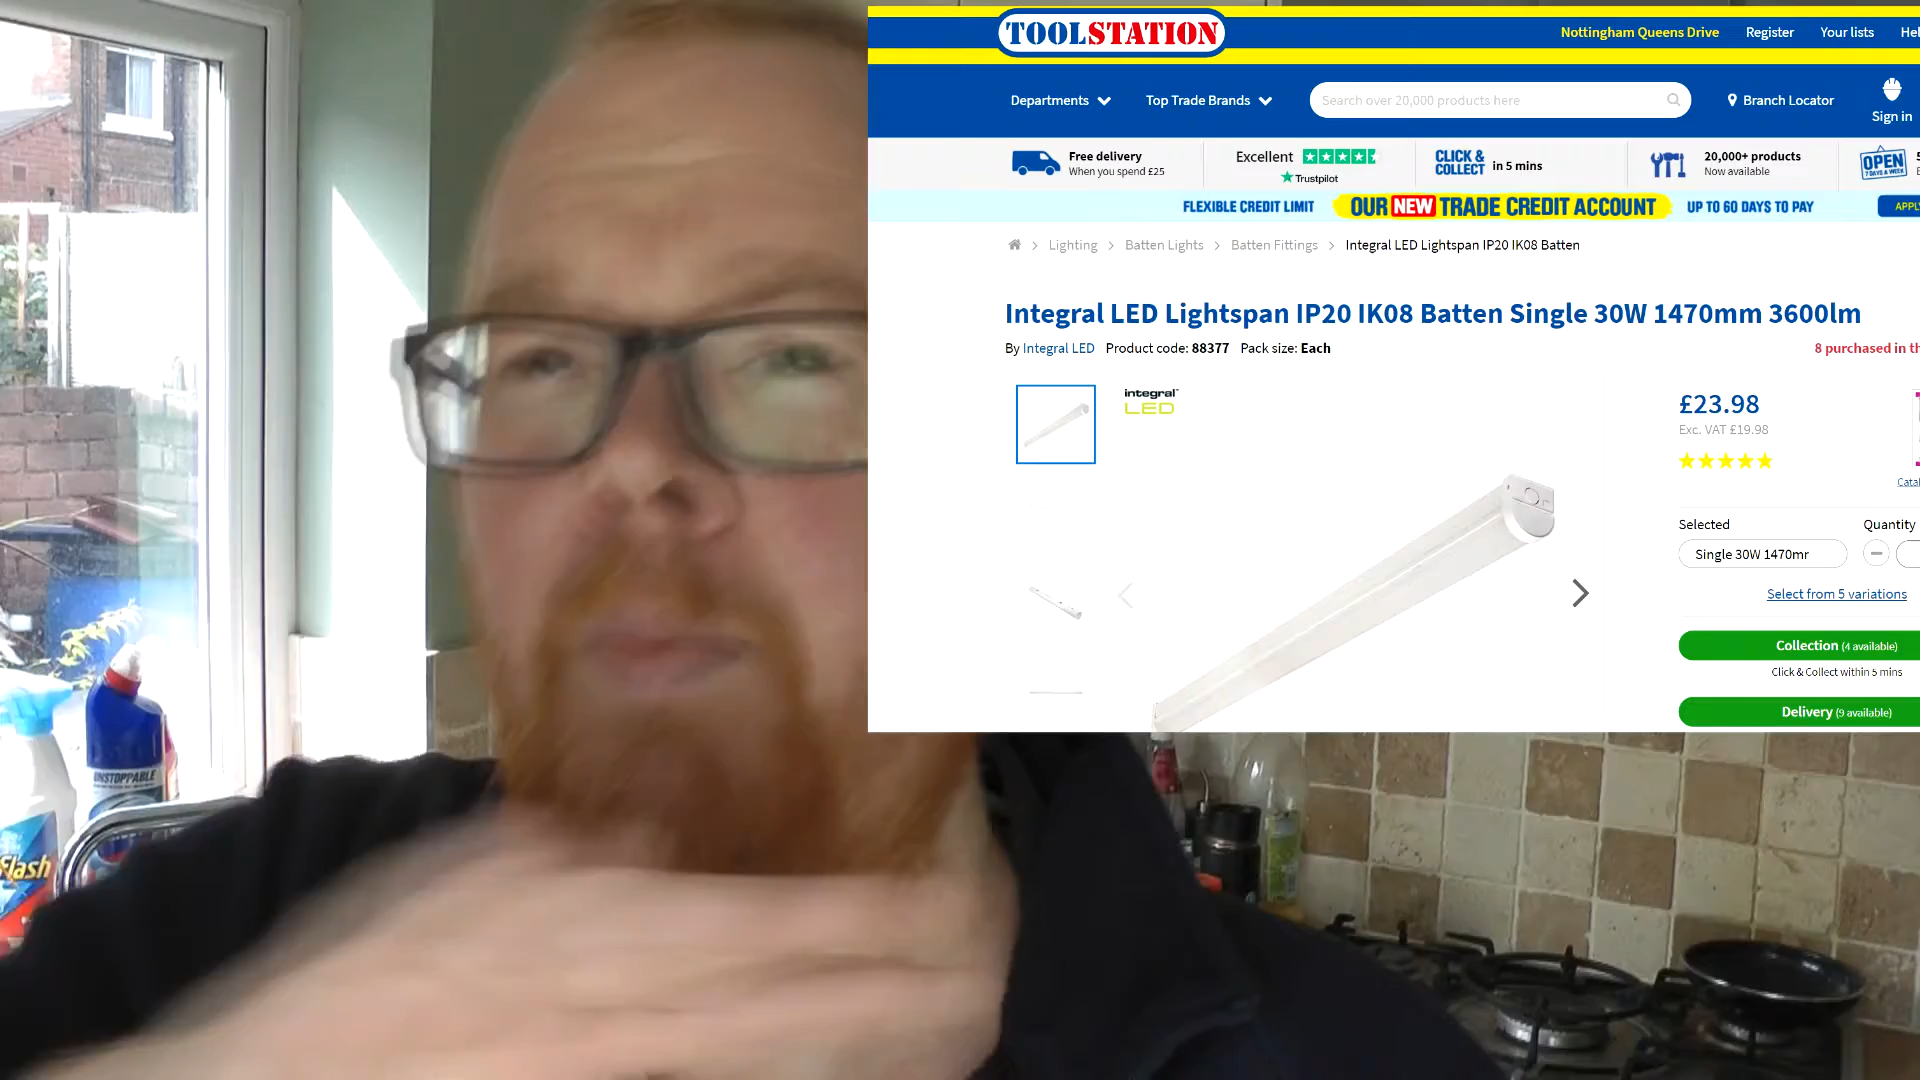 TOOLSTATION
Nottingham Queens Drive Register Your lists
Departments Top Trade Brands Search over 20,000 products here Branch Locator Sign in
Free delivery
When you spend £25
Excellent
Trustpilot
CLICK & COLLECT in 5 mins
20,000+ products
Now available
OPEN
7 DAYS A WEEK
FLEXIBLE CREDIT LIMIT OUR NEW TRADE CREDIT ACCOUNT UP TO 60 DAYS TO PAY
Lighting > Batten Lights > Batten Fittings > Integral LED Lightspan IP20 IK08 Batten
Integral LED Lightspan IP20 IK08 Batten Single 30W 1470mm 3600lm
By Integral LED Product code: 88377 Pack size: Each
8 purchased in
integral
LED
£23.98
Exc. VAT £19.98
Selected Quantity
Single 30W 1470mr
Select from 5 variations
Collection (4 available)
Click & Collect within 5 mins
Delivery (9 available)
UNSTOPPABLE
Flash